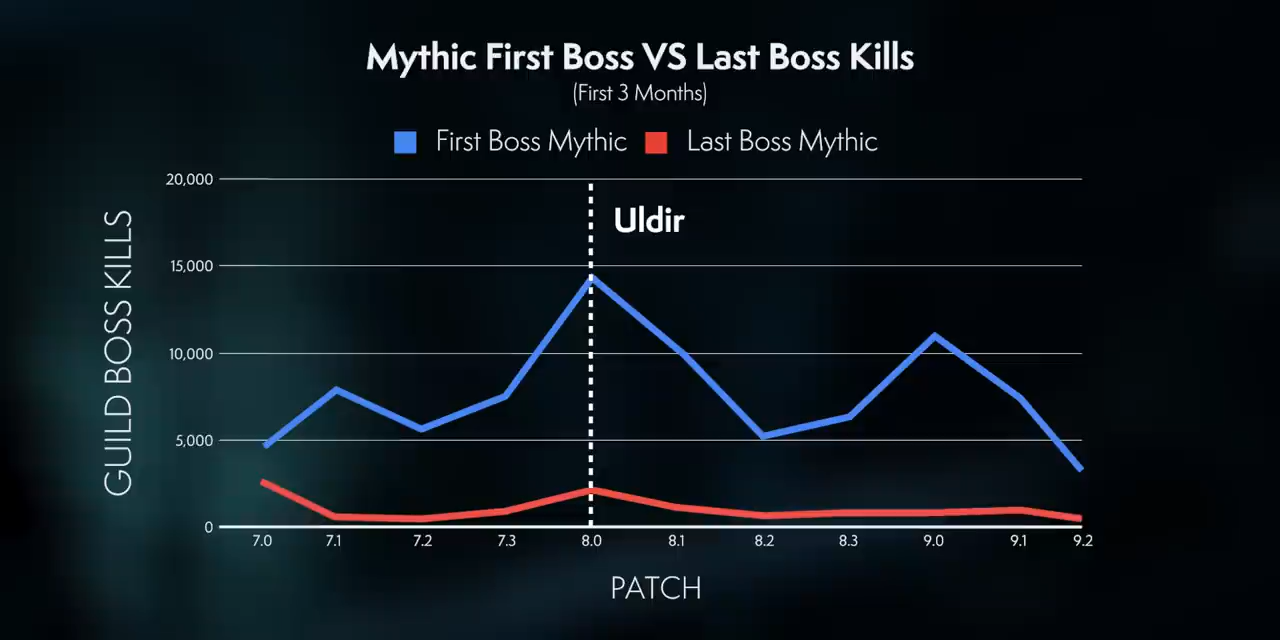 Mythic First Boss VS Last Boss Kills
(First 3 Months)
First Boss Mythic
Last Boss Mythic
GUILD BOSS KILLS
20,000
15,000
10,000
5,000
0
Uldir
7.0 7.1 7.2 7.3 8.0 8.1 8.2 8.3 9.0 9.1 9.2
PATCH